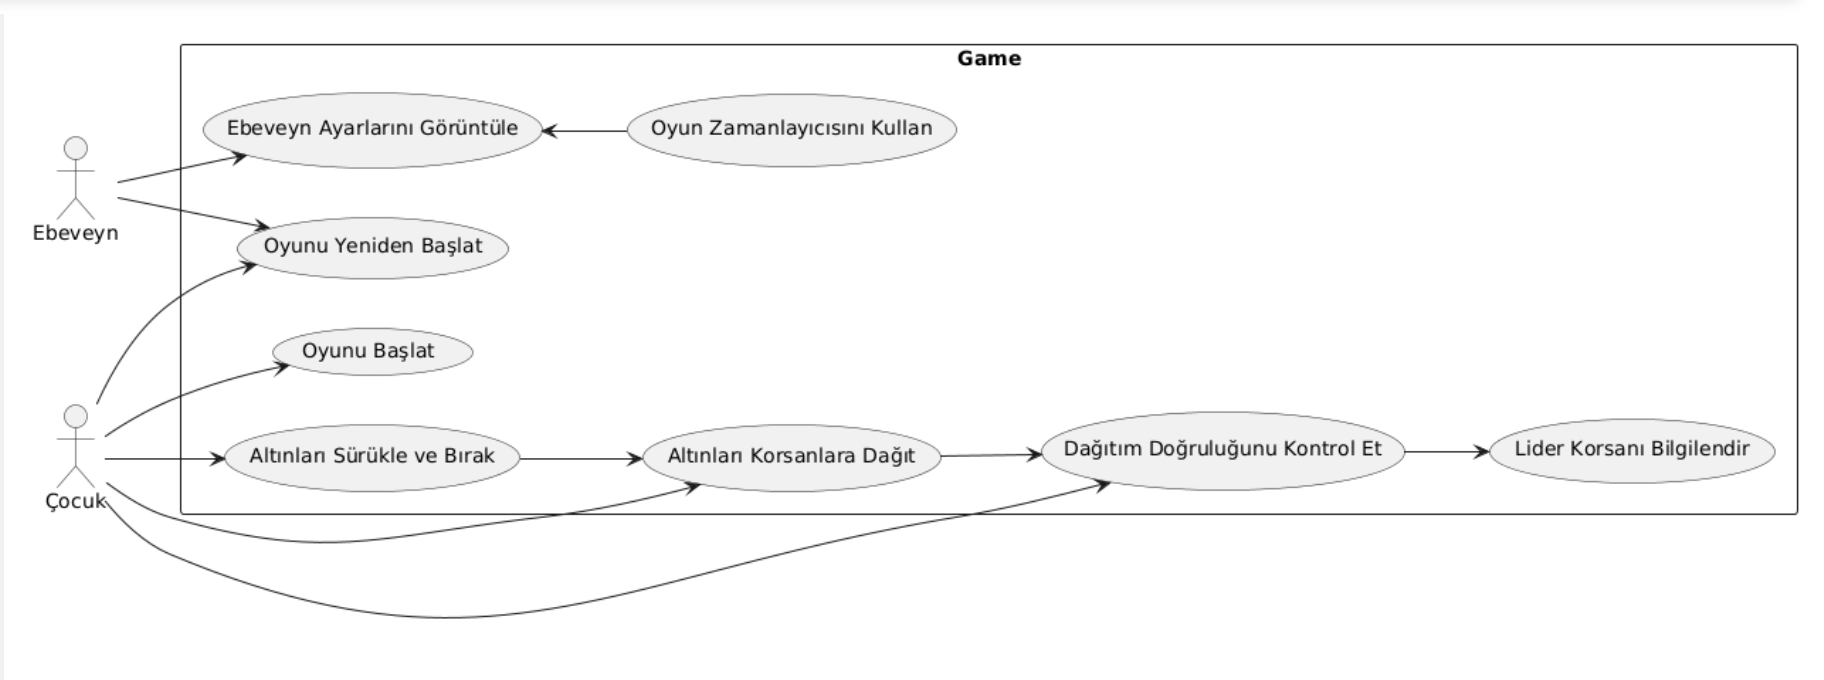 Game
Ebeveyn Ayarlarını Görüntüle
Oyun Zamanlayıcısını Kullan
Ebeveyn
Oyunu Yeniden Başlat
Oyunu Başlat
Altınları Sürükle ve Bırak
Altınları Korsanlara Dağıt
Dağıtım Doğruluğunu Kontrol Et
Lider Korsanı Bilgilendir
Çocuk